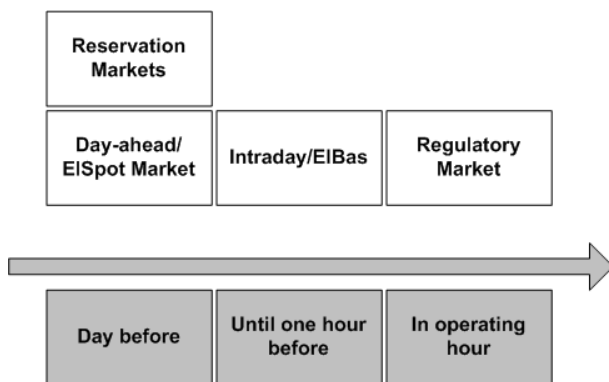 Reservation
Markets
Day-ahead/
ElSpot Market
Intraday/ElBas
Regulatory
Market
Day before
Until one hour
before
In operating
hour